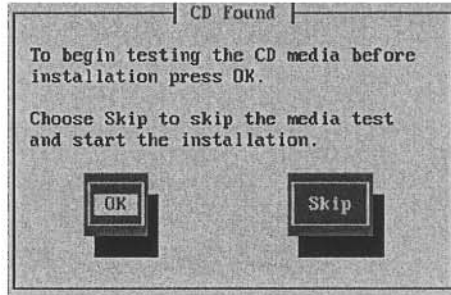 CD Found
To begin testing the CD media before
installation press OK.
Choose Skip to skip the media test
and start the installation.
OK
Skip